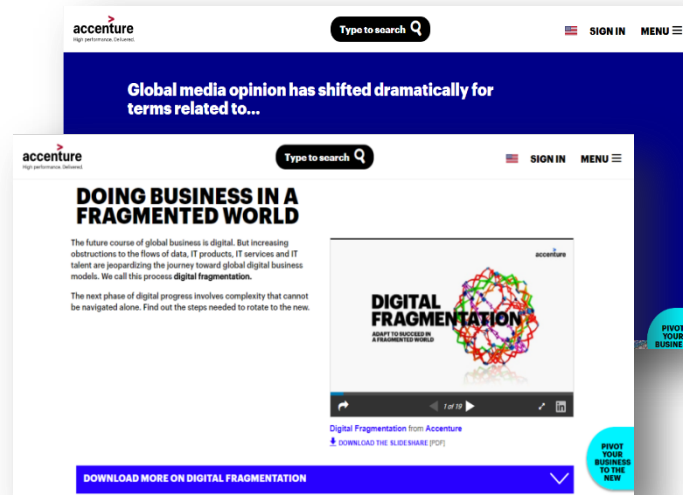 accenture
High performance. Delivered.
Type to search
SIGN IN
MENU
Global media opinion has shifted dramatically for
terms related to...
accenture
High performance. Delivered.
Type to search
SIGN IN
MENU
DOING BUSINESS IN A
FRAGMENTED WORLD
The future course of global business is digital. But increasing
obstructions to the flows of data, IT products, IT services and IT
talent are jeopardizing the journey toward global digital business
models. We call this process digital fragmentation.
The next phase of digital progress involves complexity that cannot
be navigated alone. Find out the steps needed to rotate to the new.
accenture
DIGITAL
FRAGMENTATION
ADAPT TO SUCCEED IN
A FRAGMENTED WORLD
1 of 19
in
Digital Fragmentation from Accenture
DOWNLOAD THE SLIDESHARE [PDF]
PIVOT
YOUR
BUSINE
PIVOT
YOUR
BUSINESS
TO THE
NEW
DOWNLOAD MORE ON DIGITAL FRAGMENTATION